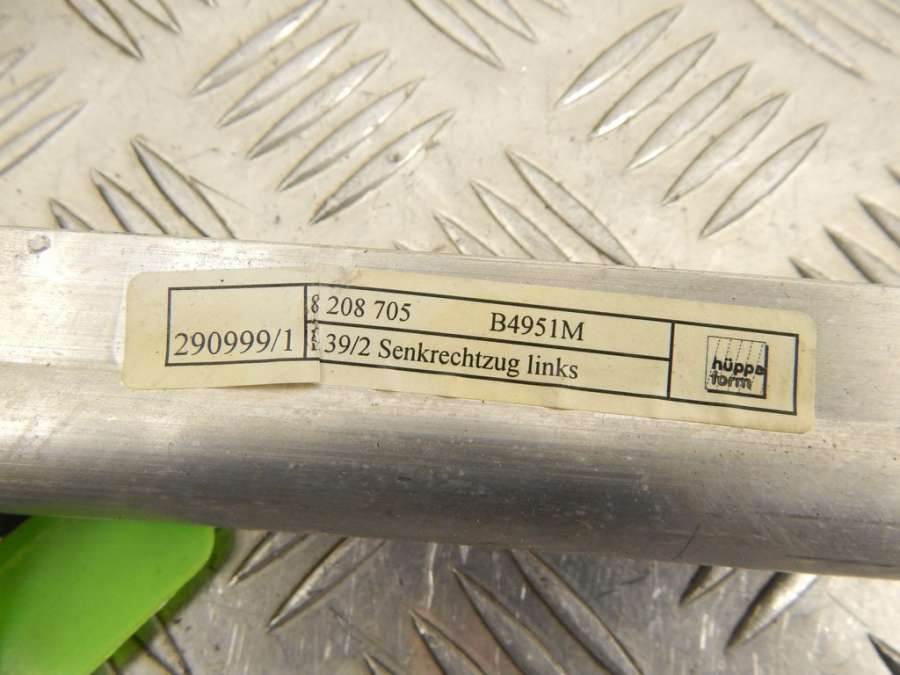 290999/1
8 208 705 B4951M
39/2 Senkrechtzug links
hüppe
form